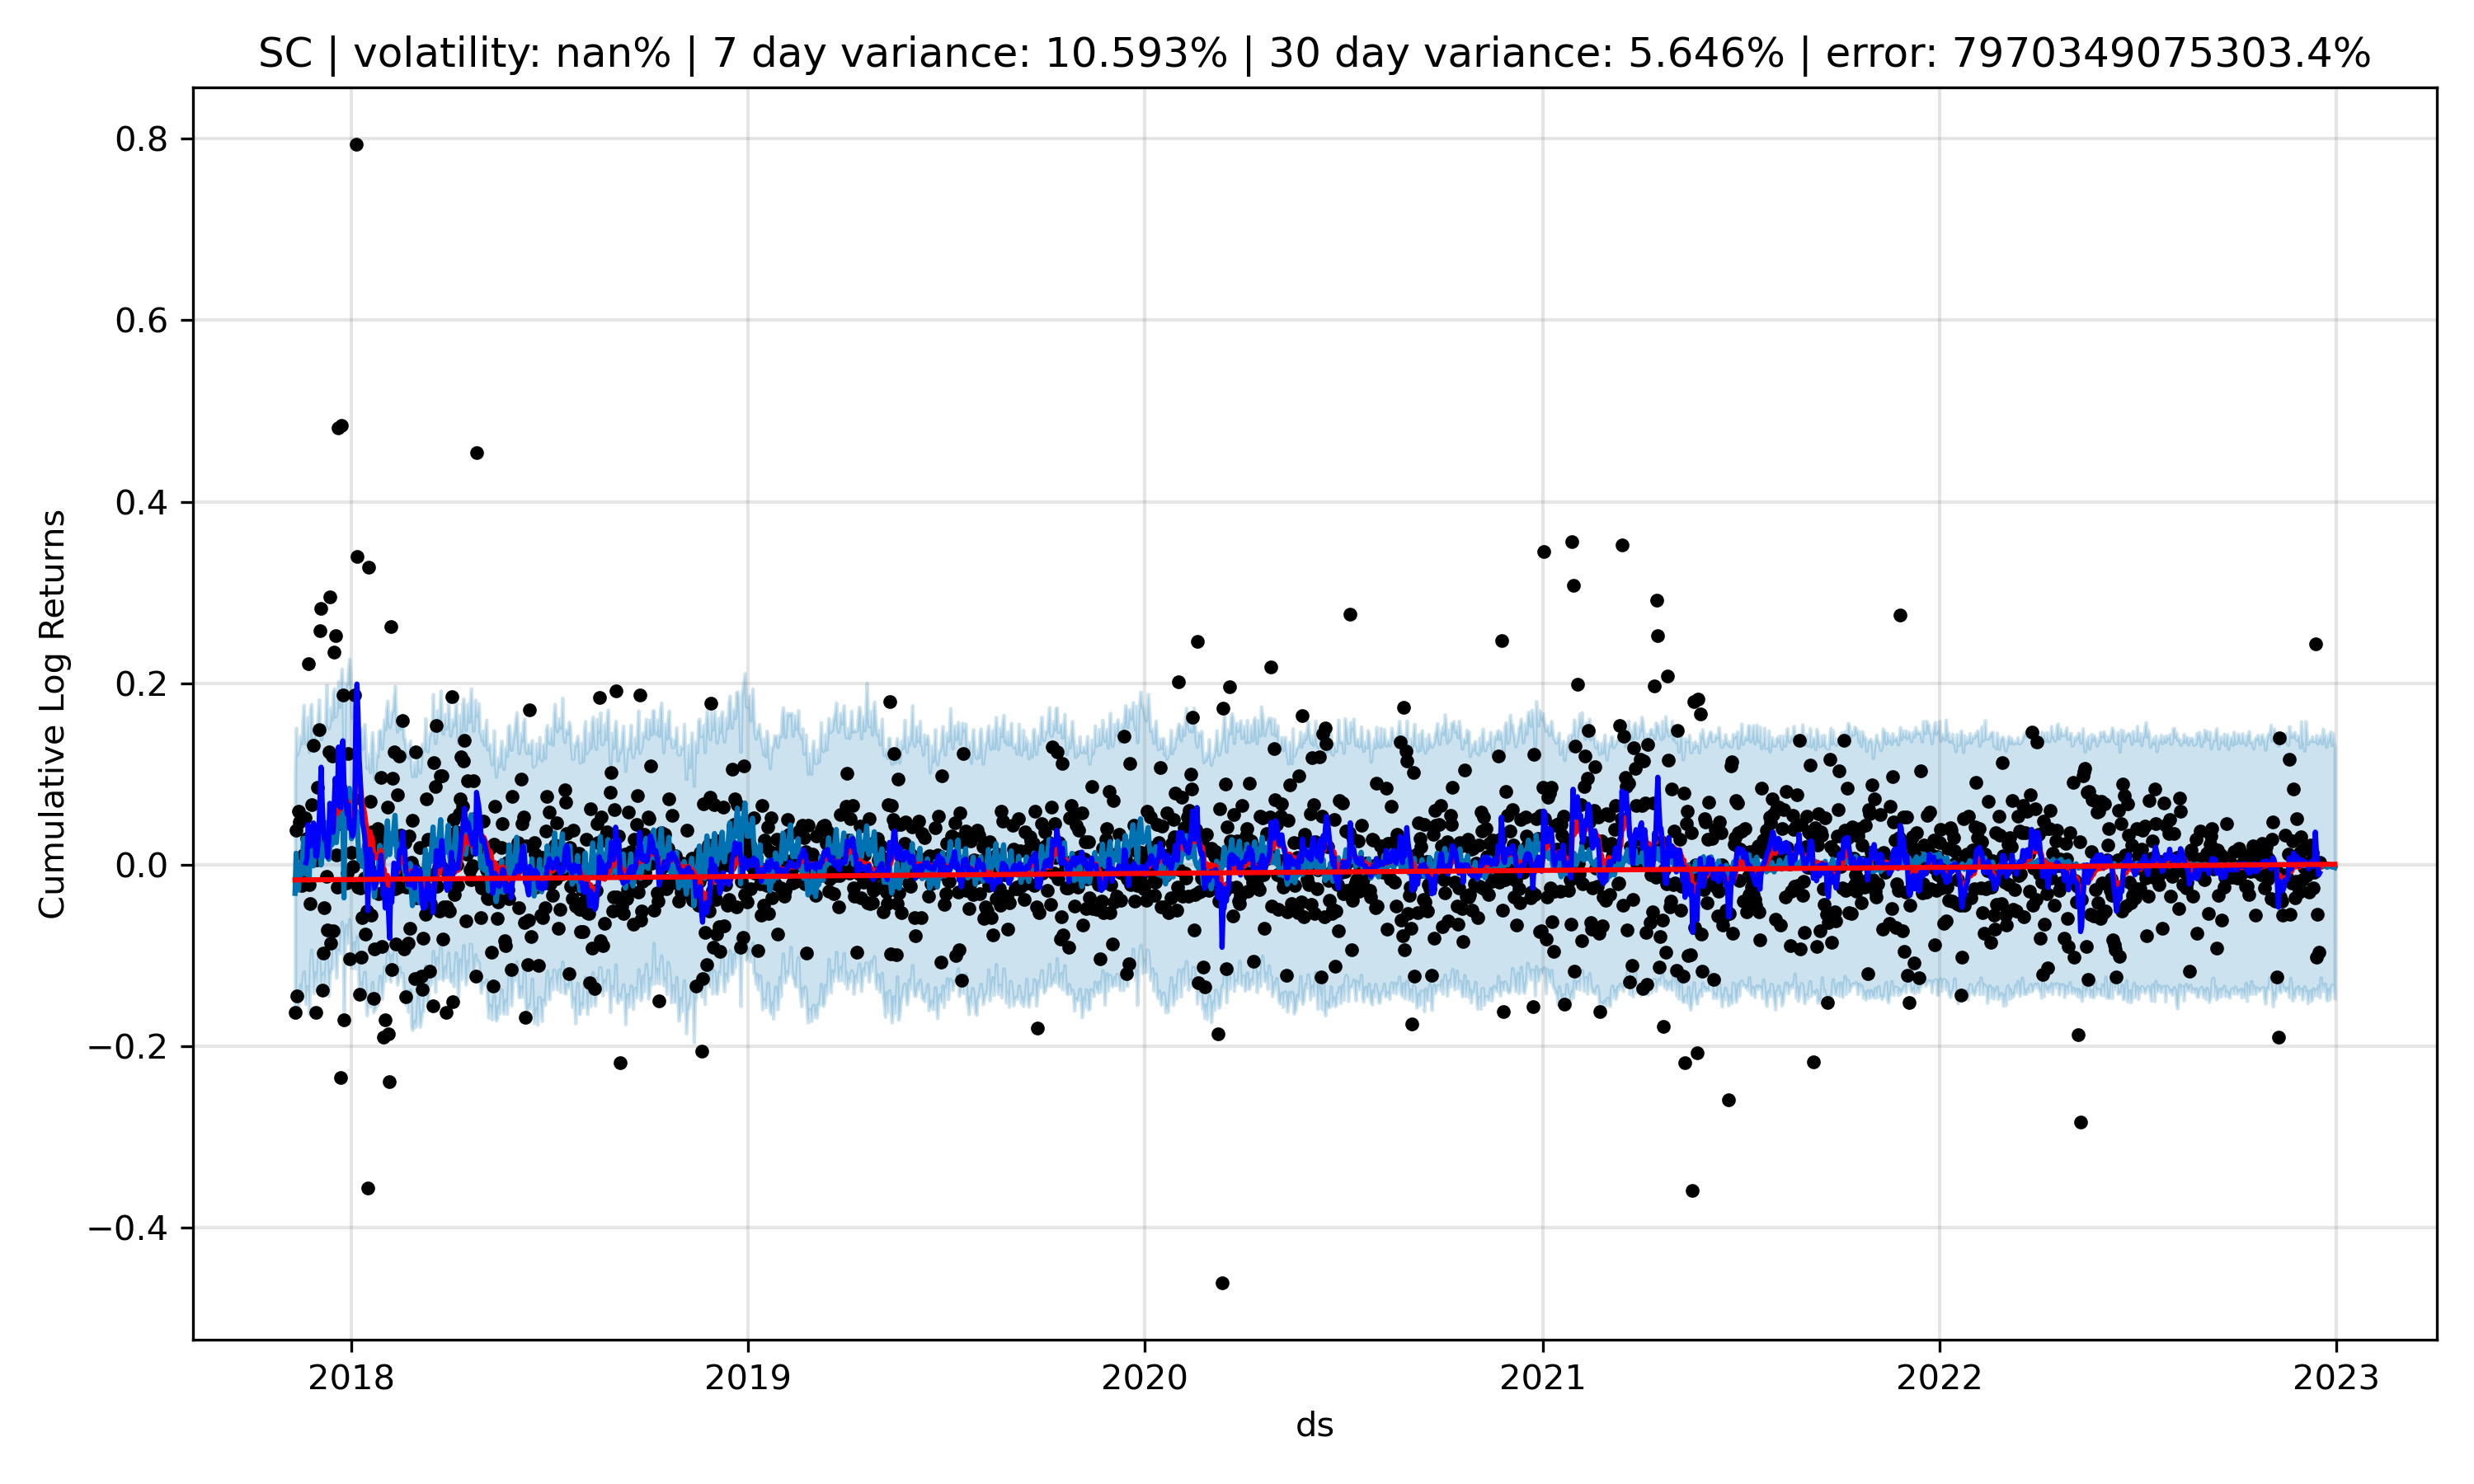 SC | volatility: nan% | 7 day variance: 10.593% | 30 day variance: 5.646% | error: 7970349075303.4%
0.8
0.6
0.4
0.2
0.0
−0.2
−0.4
Cumulative Log Returns
2018 2019 2020 2021 2022 2023
ds